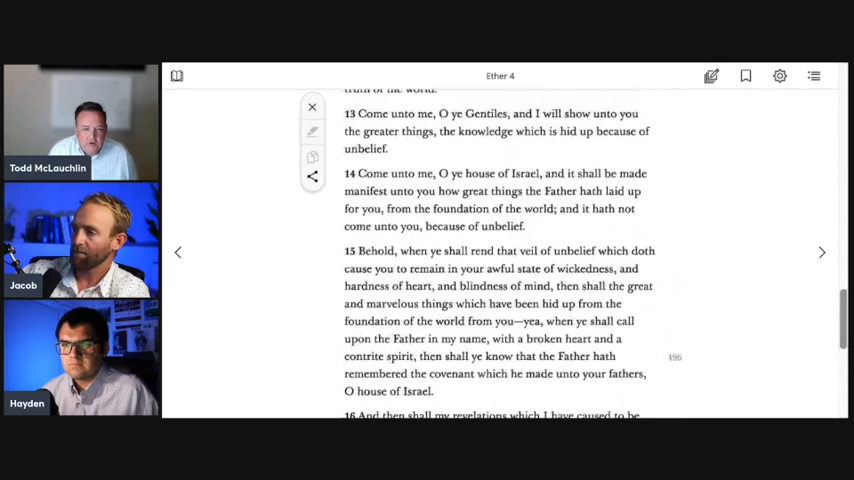 Ether 4
truth of the world.
13 Come unto me, O ye Gentiles, and I will show unto you
the greater things, the knowledge which is hid up because of
unbelief.
14 Come unto me, O ye house of Israel, and it shall be made
manifest unto you how great things the Father hath laid up
for you, from the foundation of the world; and it hath not
come unto you, because of unbelief.
15 Behold, when ye shall rend that veil of unbelief which doth
cause you to remain in your awful state of wickedness, and
hardness of heart, and blindness of mind, then shall the great
and marvelous things which have been hid up from the
foundation of the world from you—yea, when ye shall call
upon the Father in my name, with a broken heart and a
contrite spirit, then shall ye know that the Father hath
remembered the covenant which he made unto your fathers,
O house of Israel.
496
16 And then shall my revelations which I have caused to be
Todd McLauchlin
Jacob
Hayden